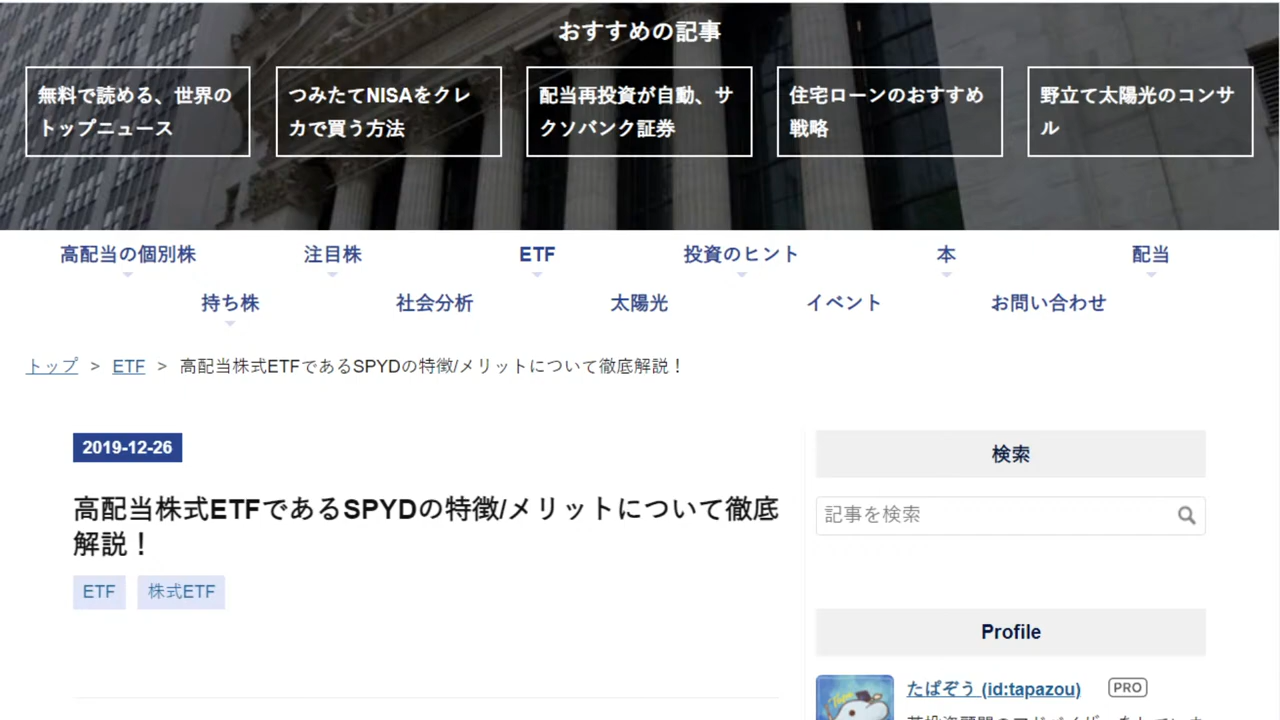 おすすめの記事
無料で読める、世界の
トップニュース
つみたてNISAをクレ
カで買う方法
配当再投資が自動、サ
クソバンク証券
住宅ローンのおすすめ
戦略
野立て太陽光のコンサ
ル
高配当の個別株 注目株 ETF 投資のヒント 本 配当
持ち株 社会分析 太陽光 イベント お問い合わせ
トップ > ETF > 高配当株式ETFであるSPYDの特徴/メリットについて徹底解説！
2019-12-26
高配当株式ETFであるSPYDの特徴/メリットについて徹底
解説！
ETF 株式ETF
検索
記事を検索
Profile
たぱぞう (id:tapazou) PRO